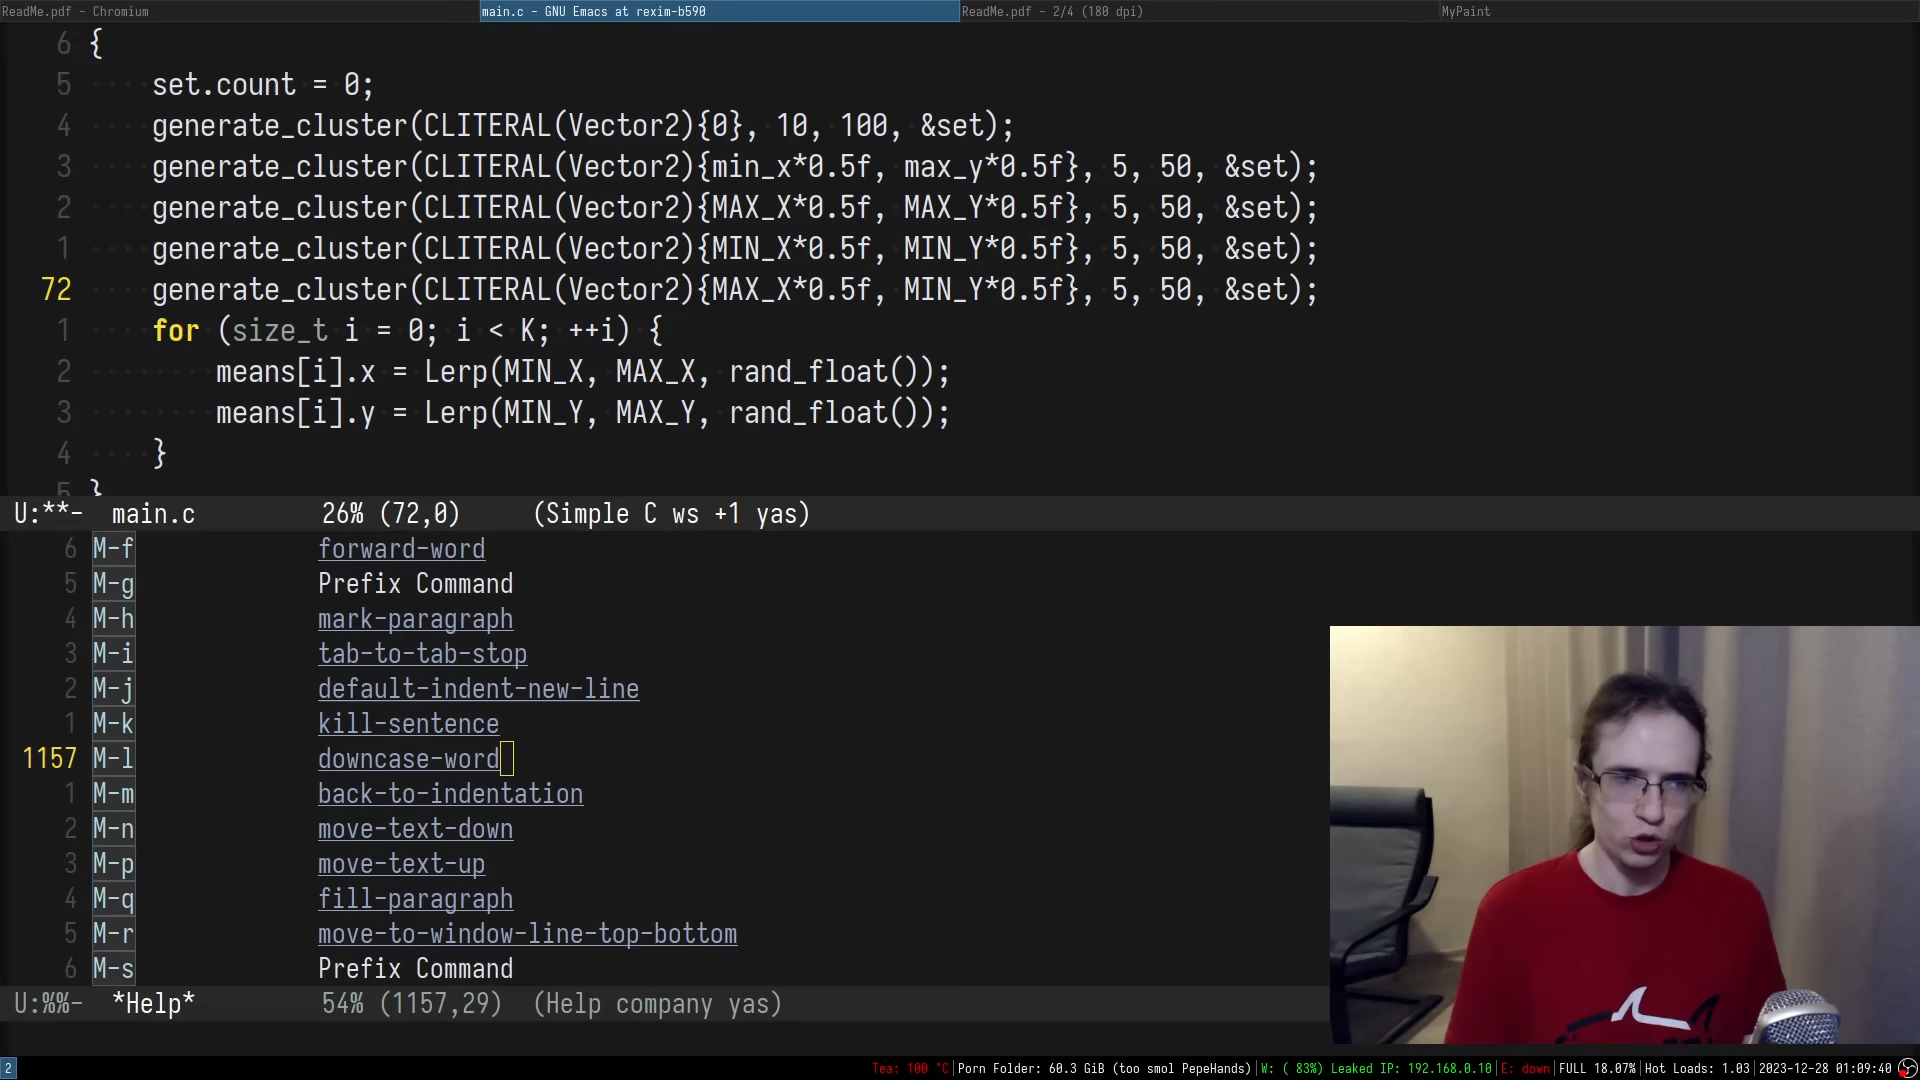 ReadMe.pdf - Chromium
main.c - GNU Emacs at rexim-b590
ReadMe.pdf - 2/4 (180 dpi)
MyPaint
6 {
5 set.count = 0;
4 generate_cluster(CLITERAL(Vector2){0}, 10, 100, &set);
3 generate_cluster(CLITERAL(Vector2){min_x*0.5f, max_y*0.5f}, 5, 50, &set);
2 generate_cluster(CLITERAL(Vector2){MAX_X*0.5f, MAX_Y*0.5f}, 5, 50, &set);
1 generate_cluster(CLITERAL(Vector2){MIN_X*0.5f, MIN_Y*0.5f}, 5, 50, &set);
72 generate_cluster(CLITERAL(Vector2){MAX_X*0.5f, MIN_Y*0.5f}, 5, 50, &set);
1 for (size_t i = 0; i < K; ++i) {
2 means[i].x = Lerp(MIN_X, MAX_X, rand_float());
3 means[i].y = Lerp(MIN_Y, MAX_Y, rand_float());
4 }
5 }
U:**- main.c 26% (72,0) (Simple C ws +1 yas)
6 M-f forward-word
5 M-g Prefix Command
4 M-h mark-paragraph
3 M-i tab-to-tab-stop
2 M-j default-indent-new-line
1 M-k kill-sentence
1157 M-l downcase-word
1 M-m back-to-indentation
2 M-n move-text-down
3 M-p move-text-up
4 M-q fill-paragraph
5 M-r move-to-window-line-top-bottom
6 M-s Prefix Command
U:%%- *Help* 54% (1157,29) (Help company yas)
2
Tea: 100 °C|Porn Folder: 60.3 GiB (too smol PepeHands)|W: ( 83%) Leaked IP: 192.168.0.10|E: down|FULL 18.07%|Hot Loads: 1.03|2023-12-28 01:09:40